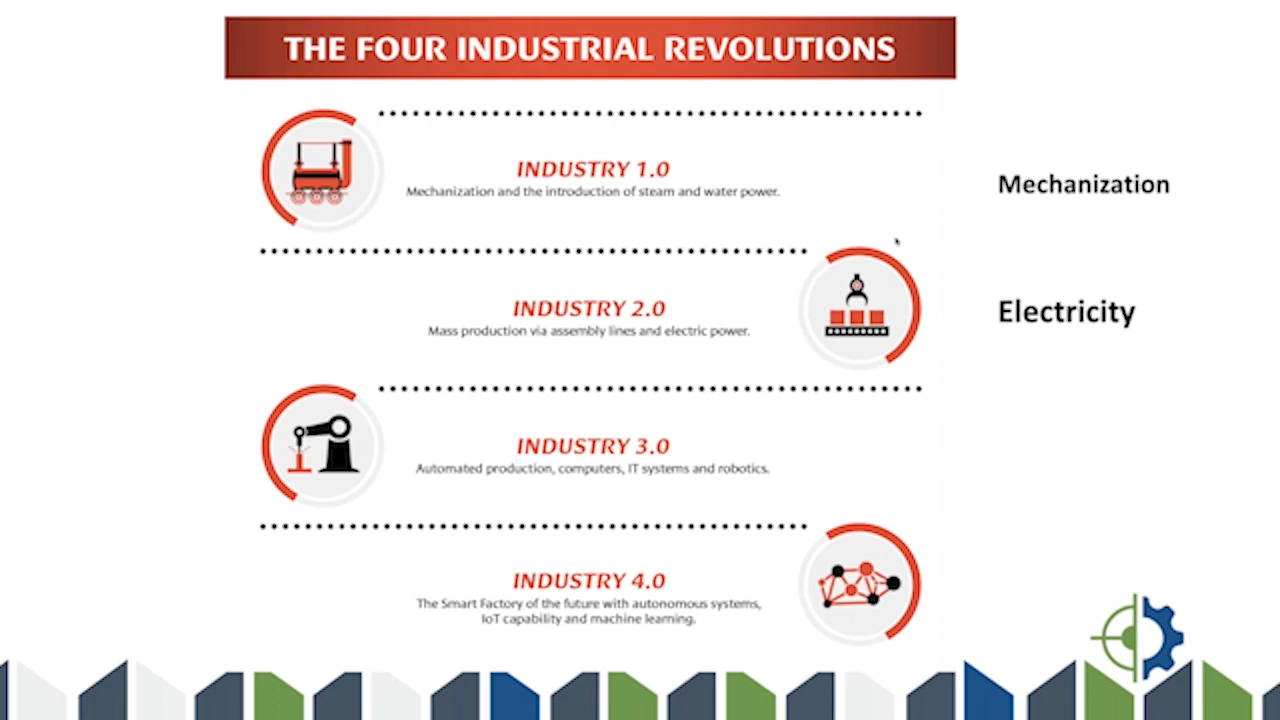 THE FOUR INDUSTRIAL REVOLUTIONS
INDUSTRY 1.0
Mechanization and the introduction of steam and water power.
Mechanization
INDUSTRY 2.0
Mass production via assembly lines and electric power.
Electricity
INDUSTRY 3.0
Automated production, computers, IT systems and robotics.
INDUSTRY 4.0
The Smart Factory of the future with autonomous systems,
IoT capability and machine learning.